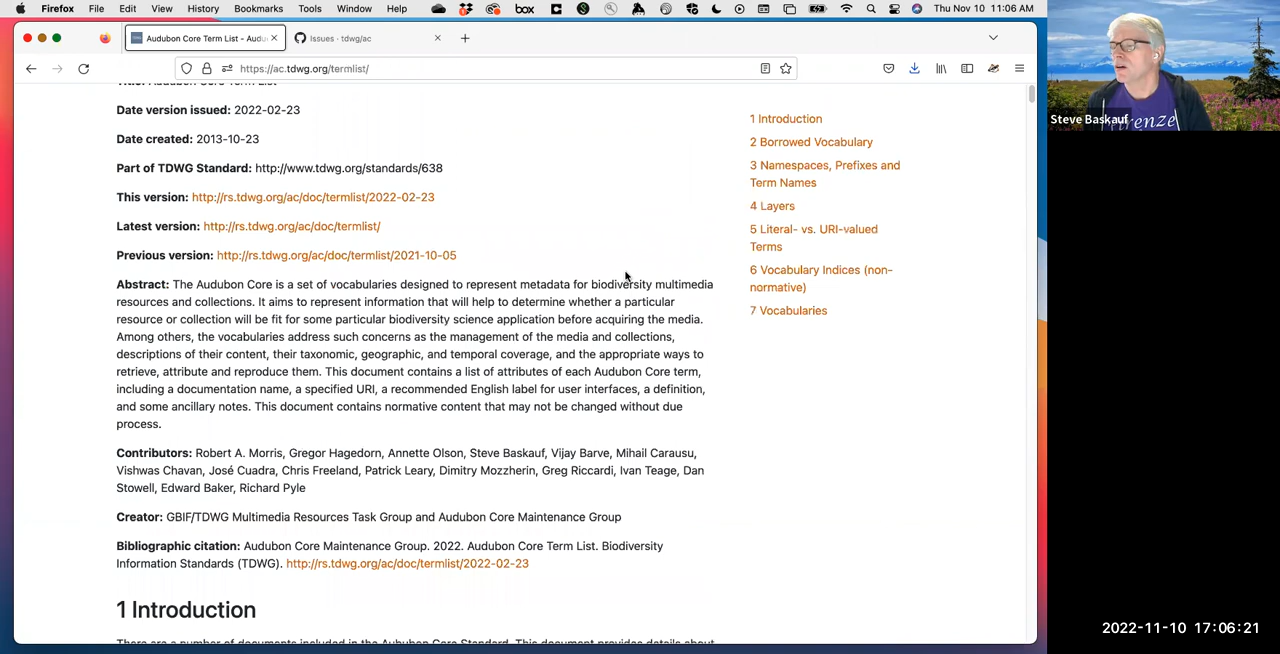 Firefox File Edit View History Bookmarks Tools Window Help box Thu Nov 10 11:06 AM
Audubon Core Term List - Audu Issues · tdwg/ac
https://ac.tdwg.org/termlist/
Date version issued: 2022-02-23
Date created: 2013-10-23
Part of TDWG Standard: http://www.tdwg.org/standards/638
This version: http://rs.tdwg.org/ac/doc/termlist/2022-02-23
Latest version: http://rs.tdwg.org/ac/doc/termlist/
Previous version: http://rs.tdwg.org/ac/doc/termlist/2021-10-05
Abstract: The Audubon Core is a set of vocabularies designed to represent metadata for biodiversity multimedia
resources and collections. It aims to represent information that will help to determine whether a particular
resource or collection will be fit for some particular biodiversity science application before acquiring the media.
Among others, the vocabularies address such concerns as the management of the media and collections,
descriptions of their content, their taxonomic, geographic, and temporal coverage, and the appropriate ways to
retrieve, attribute and reproduce them. This document contains a list of attributes of each Audubon Core term,
including a documentation name, a specified URI, a recommended English label for user interfaces, a definition,
and some ancillary notes. This document contains normative content that may not be changed without due
process.
Contributors: Robert A. Morris, Gregor Hagedorn, Annette Olson, Steve Baskauf, Vijay Barve, Mihail Carausu,
Vishwas Chavan, José Cuadra, Chris Freeland, Patrick Leary, Dimitry Mozzherin, Greg Riccardi, Ivan Teage, Dan
Stowell, Edward Baker, Richard Pyle
Creator: GBIF/TDWG Multimedia Resources Task Group and Audubon Core Maintenance Group
Bibliographic citation: Audubon Core Maintenance Group. 2022. Audubon Core Term List. Biodiversity
Information Standards (TDWG). http://rs.tdwg.org/ac/doc/termlist/2022-02-23
1 Introduction
1 Introduction
2 Borrowed Vocabulary
3 Namespaces, Prefixes and
Term Names
4 Layers
5 Literal- vs. URI-valued
Terms
6 Vocabulary Indices (non-
normative)
7 Vocabularies
Steve Baskauf
2022-11-10 17:06:21